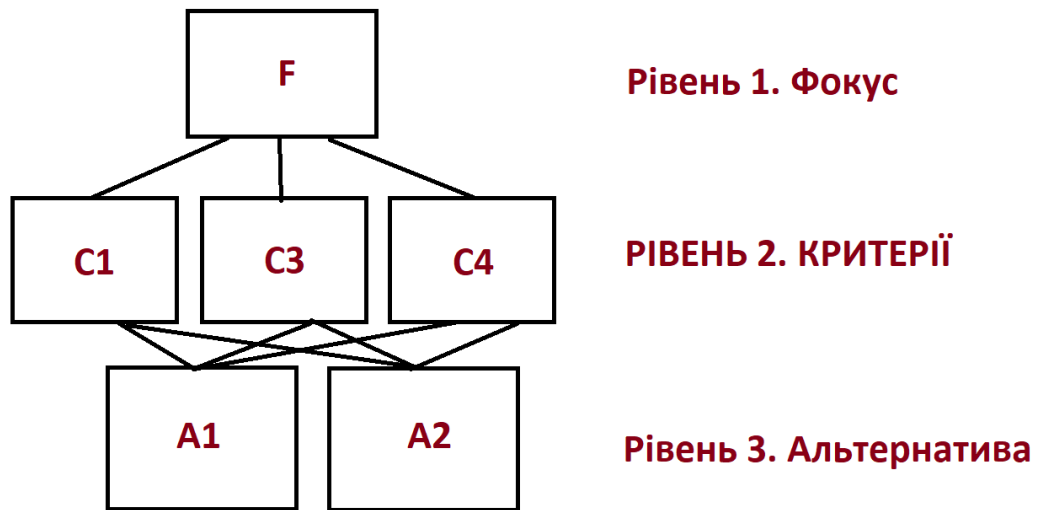 F
Рівень 1. Фокус
C1
C3
C4
РІВЕНЬ 2. КРИТЕРІЇ
A1
A2
Рівень 3. Альтернатива